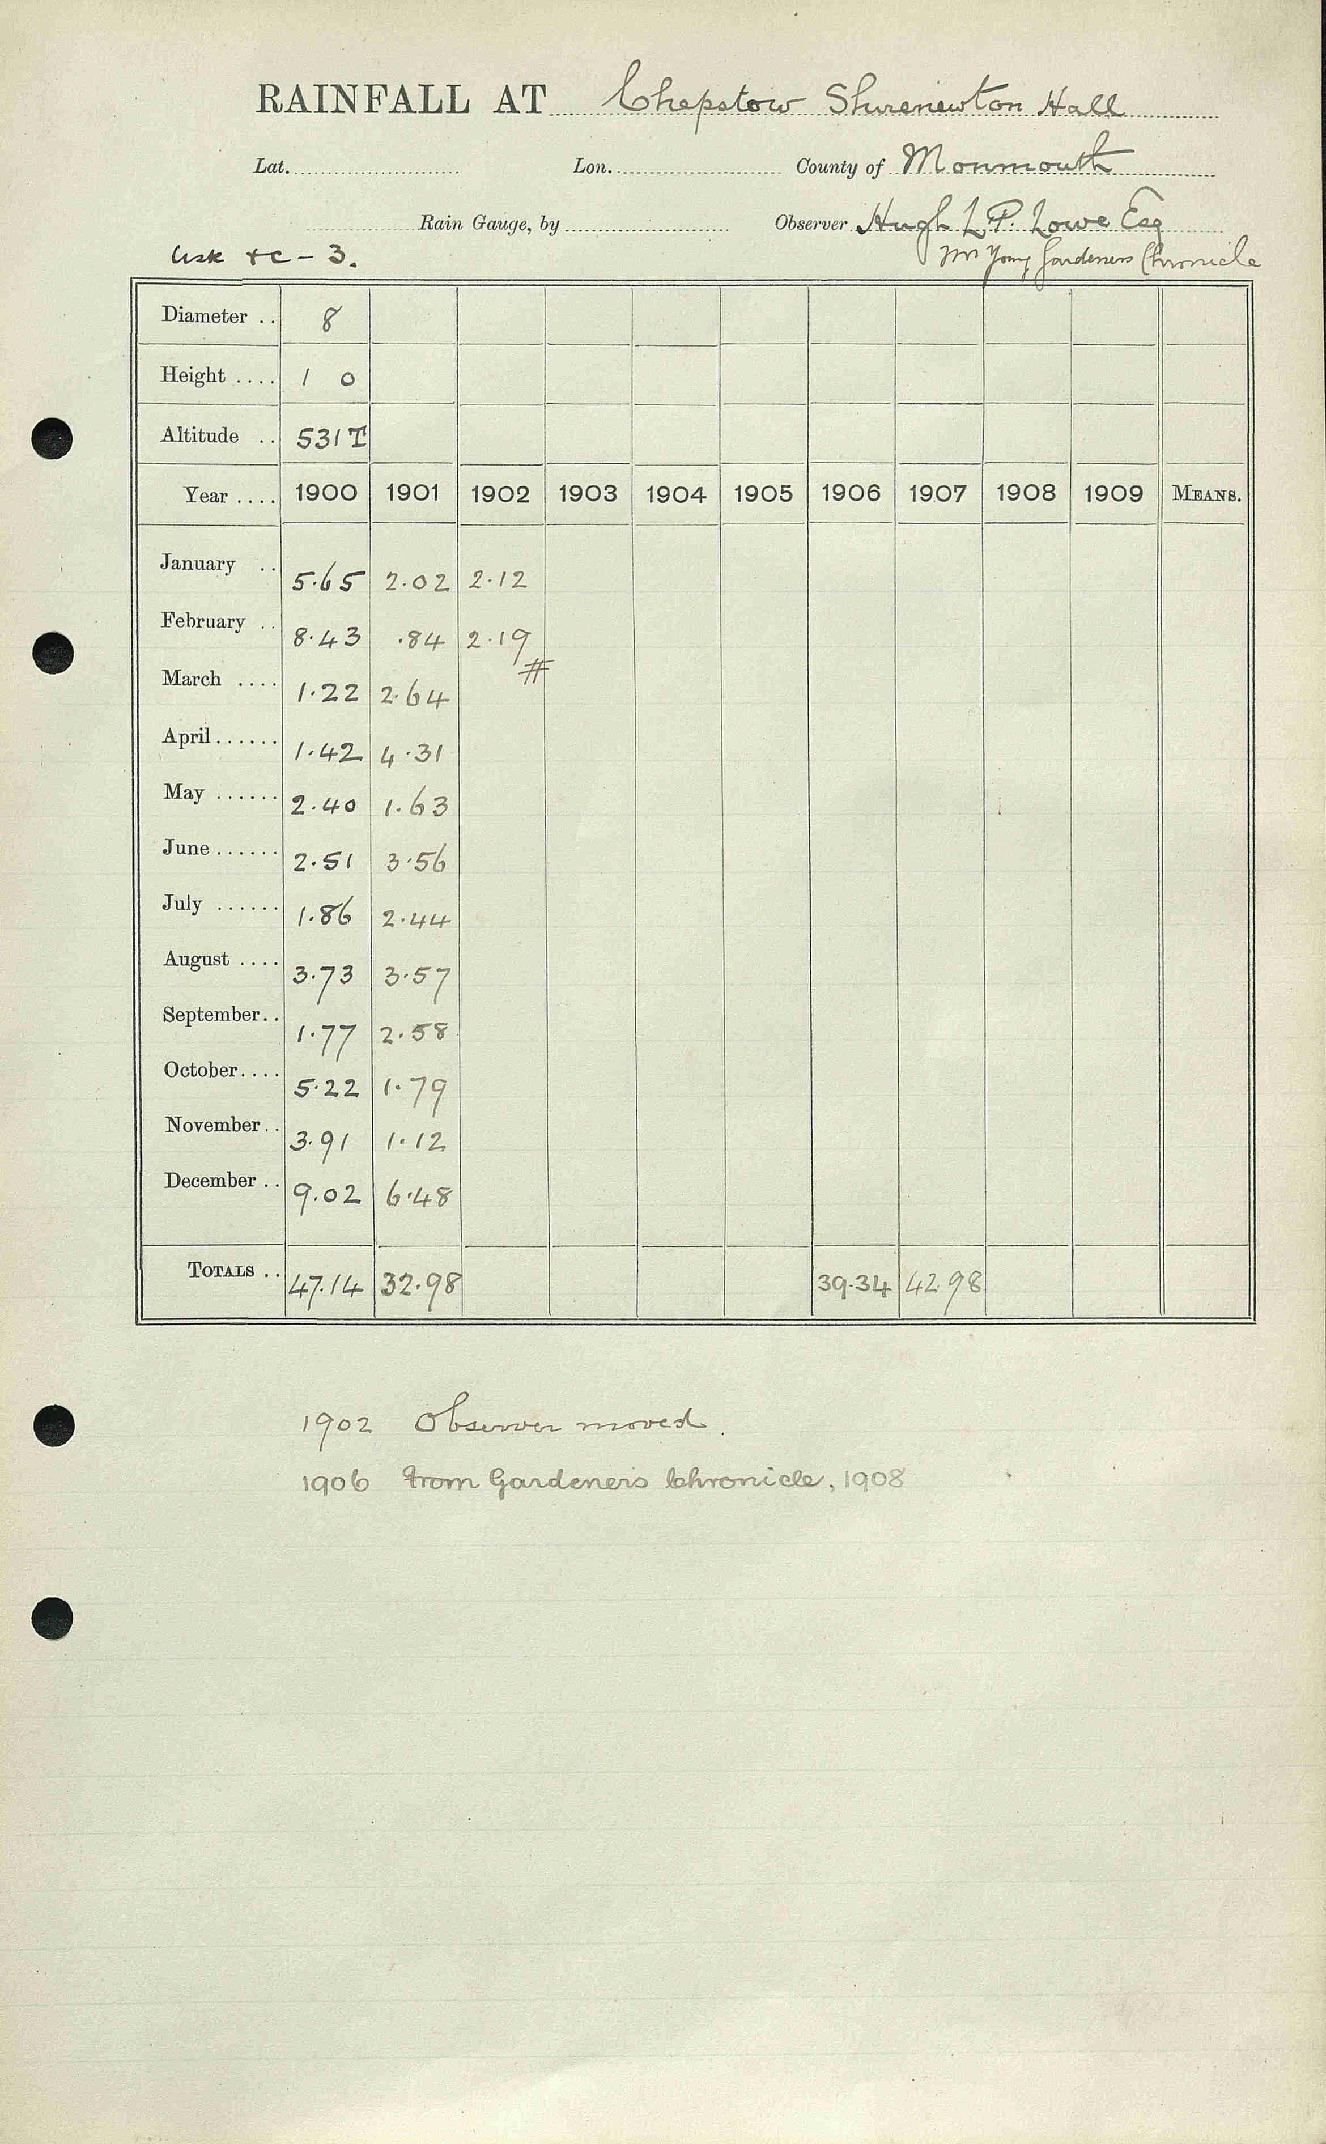 RAINFALL AT Chepstow Shirenewton Hall
Lat. Lon. County of Monmouth
Rain Gauge, by Observer Hugh L P. Lowe Esq
Usk &c - 3. Mr Young Gardeners Chronicle
Diameter .. 8
Height .... 1 0
Altitude .. 531 T
Year .... 1900 1901 1902 1903 1904 1905 1906 1907 1908 1909 MEANS.
January .. 5.65 2.02 2.12
February .. 8.43 .84 2.19
#
March .... 1.22 2.64
April ...... 1.42 4.31
May ...... 2.40 1.63
June ...... 2.51 3.56
July ...... 1.86 2.44
August .... 3.73 3.57
September .. 1.77 2.58
October .... 5.22 1.79
November .. 3.91 1.12
December .. 9.02 6.48
TOTALS .. 47.14 32.98 39.34 42.98
1902 Observer moved.
1906 from Gardeners Chronicle, 1908